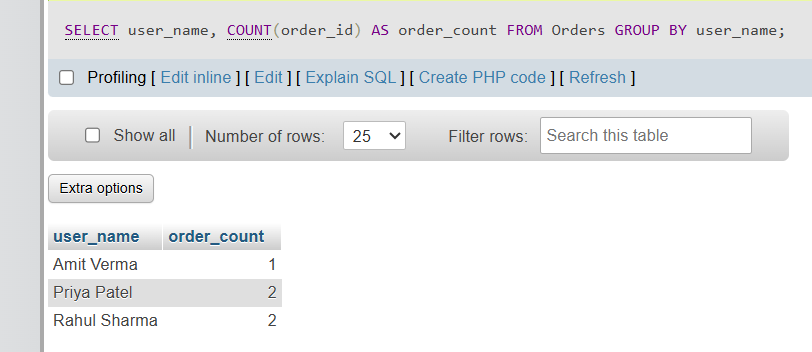 SELECT user_name, COUNT(order_id) AS order_count FROM Orders GROUP BY user_name;
Profiling [ Edit inline ] [ Edit ] [ Explain SQL ] [ Create PHP code ] [ Refresh ]
Show all Number of rows: 25 Filter rows: Search this table
Extra options
user_name order_count
Amit Verma 1
Priya Patel 2
Rahul Sharma 2